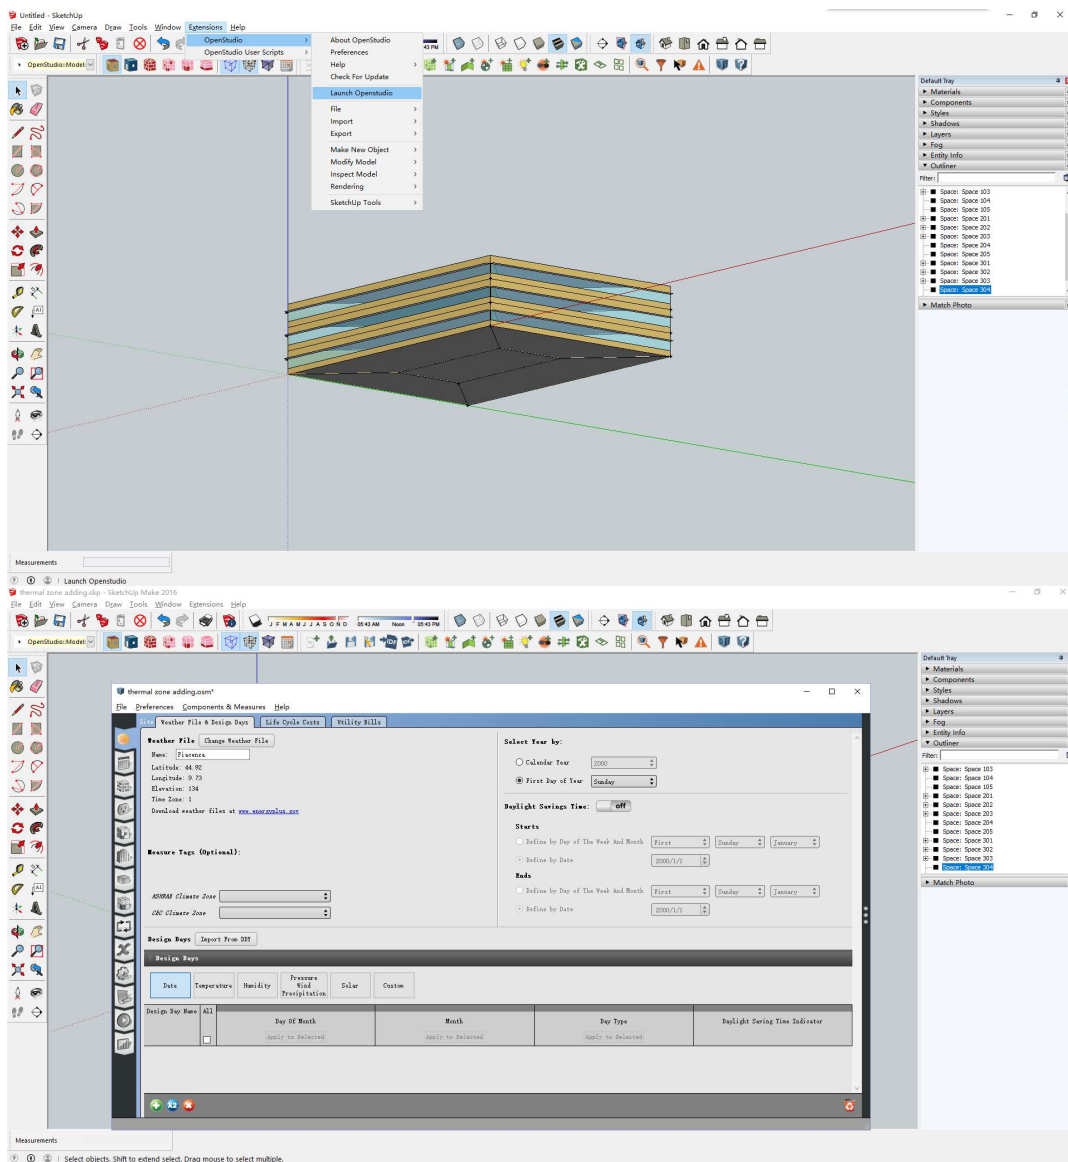 Untitled - SketchUp
File Edit View Camera Draw Tools Window Extensions Help
OpenStudio
OpenStudio User Scripts
About OpenStudio
Preferences
Help
Check For Update
Launch Openstudio
File
Import
Export
Make New Object
Modify Model
Inspect Model
Rendering
SketchUp Tools
43 PM
OpenStudio:Model
Default Tray
Materials
Components
Styles
Shadows
Layers
Fog
Entity Info
Outliner
Filter:
Space: Space 103
Space: Space 104
Space: Space 105
Space: Space 201
Space: Space 202
Space: Space 203
Space: Space 204
Space: Space 205
Space: Space 301
Space: Space 302
Space: Space 303
Space: Space 304
Match Photo
Measurements
Launch Openstudio
thermal zone adding.skp - SketchUp Make 2016
File Edit View Camera Draw Tools Window Extensions Help
J F M A M J J A S O N D 05:43 AM Noon 05:43 PM
OpenStudio:Model
Default Tray
Materials
Components
Styles
Shadows
Layers
Fog
Entity Info
Outliner
Filter:
Space: Space 103
Space: Space 104
Space: Space 105
Space: Space 201
Space: Space 202
Space: Space 203
Space: Space 204
Space: Space 205
Space: Space 301
Space: Space 302
Space: Space 303
Space: Space 304
Match Photo
thermal zone adding.osm*
File Preferences Components & Measures Help
Site Weather File & Design Days Life Cycle Costs Utility Bills
Weather File Change Weather File
Name: Piacenza
Latitude: 44.92
Longitude: 9.73
Elevation: 134
Time Zone: 1
Download weather files at www.energyplus.gov
Measure Tags (Optional):
ASHRAE Climate Zone
CEC Climate Zone
Select Year by:
Calendar Year 2000
First Day of Year Sunday
Daylight Savings Time: off
Starts
Define by Day of The Week And Month First Sunday January
Define by Date 2000/1/1
Ends
Define by Day of The Week And Month First Sunday January
Define by Date 2000/1/1
Design Days Import From DDY
Design Days
Date Temperature Humidity Pressure Wind Precipitation Solar Custom
Design Day Name All Day Of Month Month Day Type Daylight Saving Time Indicator
Apply to Selected Apply to Selected Apply to Selected
Measurements
Select objects. Shift to extend select. Drag mouse to select multiple.